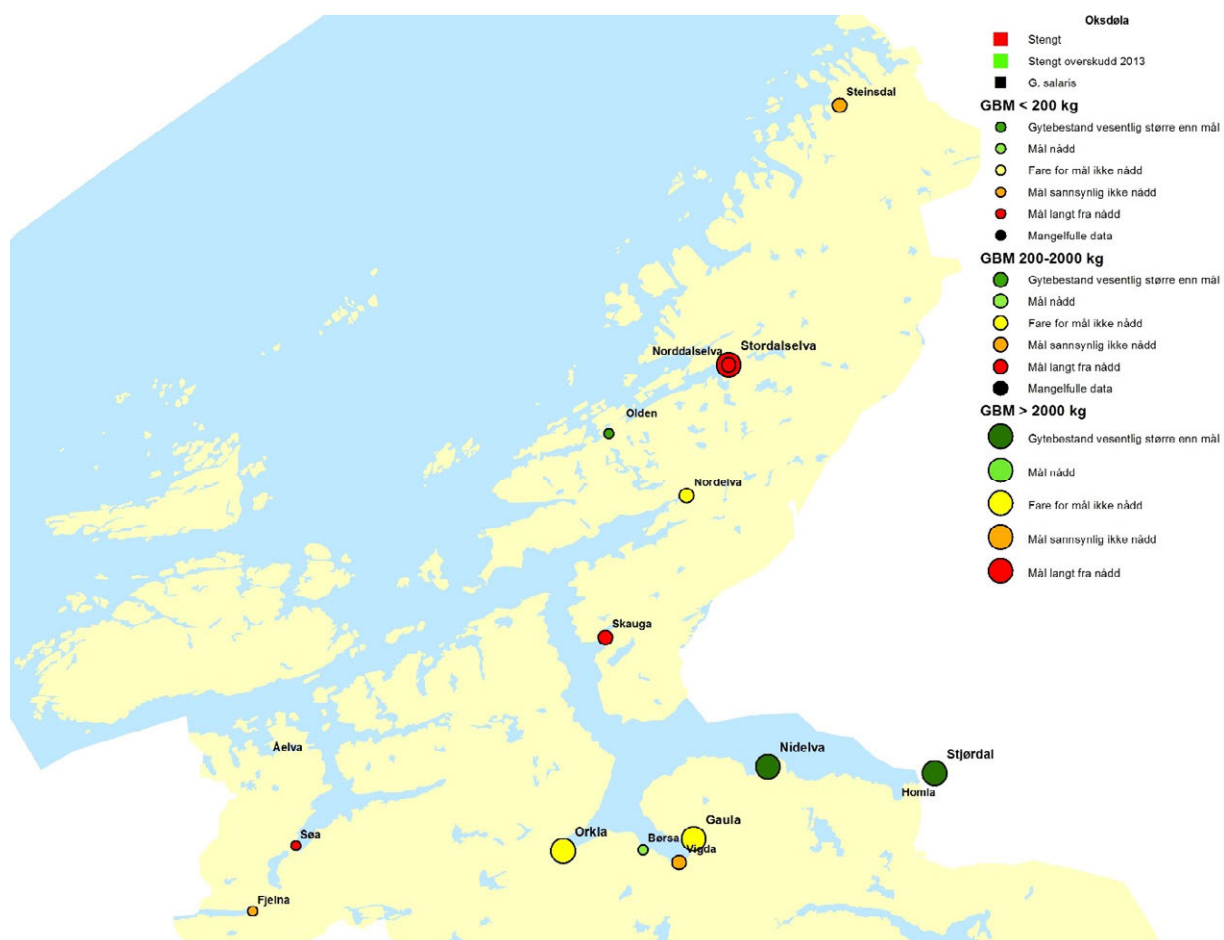 Oksdøla
Stengt
Stengt overskudd 2013
G. salaris
GBM < 200 kg
Gytebestand vesentlig større enn mål
Mål nådd
Fare for mål ikke nådd
Mål sannsynlig ikke nådd
Mål langt fra nådd
Mangelfulle data
GBM 200-2000 kg
Gytebestand vesentlig større enn mål
Mål nådd
Fare for mål ikke nådd
Mål sannsynlig ikke nådd
Mål langt fra nådd
Mangelfulle data
GBM > 2000 kg
Gytebestand vesentlig større enn mål
Mål nådd
Fare for mål ikke nådd
Mål sannsynlig ikke nådd
Mål langt fra nådd
Steinsdal
Norddalselva
Stordalselva
Olden
Nordelva
Skauga
Åelva
Nidelva
Stjørdal
Homla
Søa
Orkla
Børsa
Gaula
Vigda
Fjelna